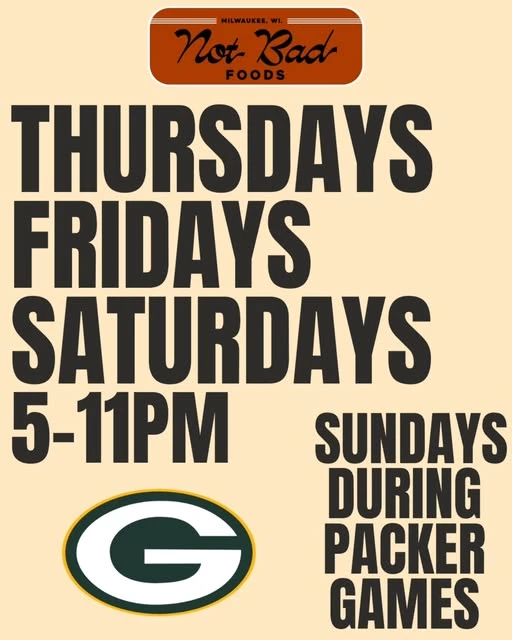 MILWAUKEE, WI.
Not Bad
FOODS
THURSDAYS
FRIDAYS
SATURDAYS
5-11PM
SUNDAYS
DURING
PACKER
GAMES
G